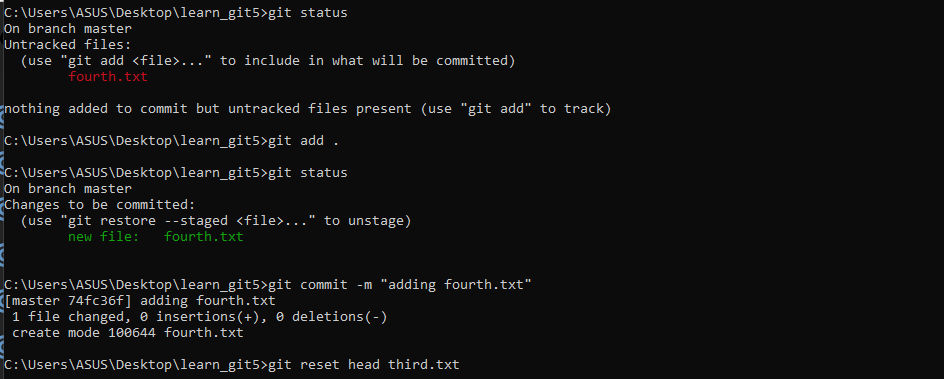 C:\Users\ASUS\Desktop\learn_git5>git status
On branch master
Untracked files:
  (use "git add <file>..." to include in what will be committed)
        fourth.txt
nothing added to commit but untracked files present (use "git add" to track)
C:\Users\ASUS\Desktop\learn_git5>git add .
C:\Users\ASUS\Desktop\learn_git5>git status
On branch master
Changes to be committed:
  (use "git restore --staged <file>..." to unstage)
        new file:   fourth.txt
C:\Users\ASUS\Desktop\learn_git5>git commit -m "adding fourth.txt"
[master 74fc36f] adding fourth.txt
 1 file changed, 0 insertions(+), 0 deletions(-)
 create mode 100644 fourth.txt
C:\Users\ASUS\Desktop\learn_git5>git reset head third.txt